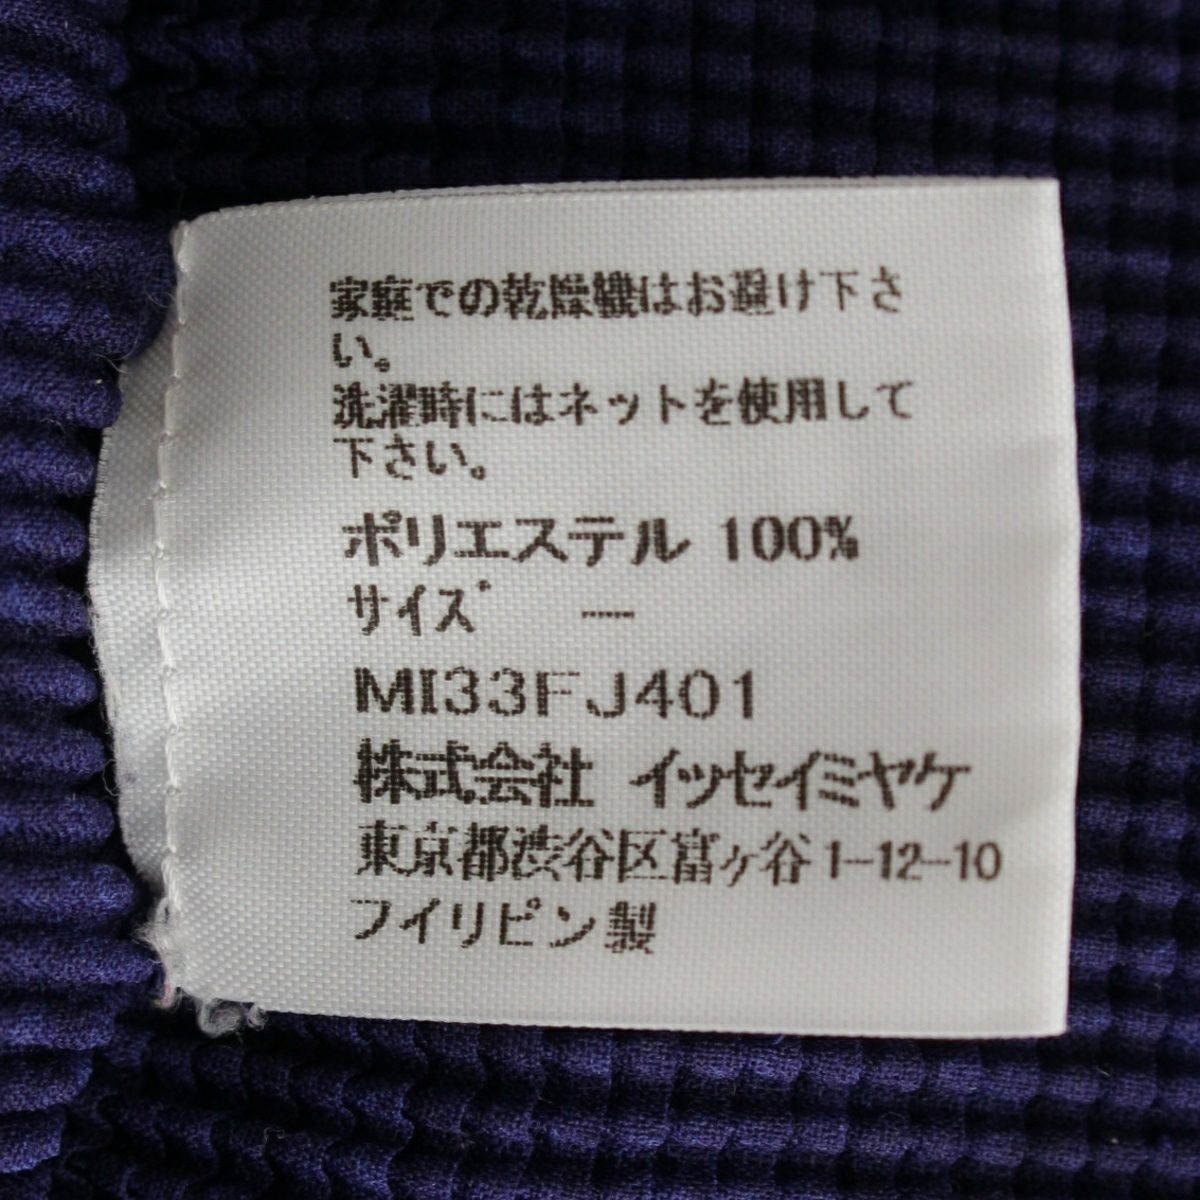 家庭での乾燥機はお避け下さ
い。
洗濯時にはネットを使用して
下さい。
ポリエステル 100%
サイズ ―
MI33FJ401
株式会社 イッセイミヤケ
東京都渋谷区富ヶ谷1-12-10
フィリピン製